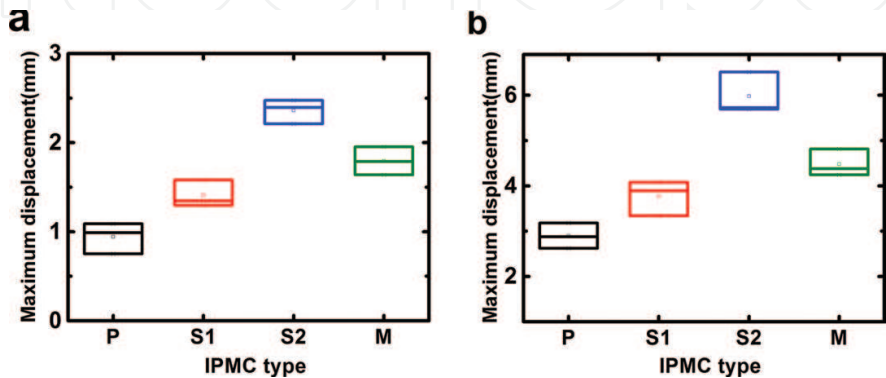 a
Maximum displacement(mm)
3
2
1
0
P S1 S2 M
IPMC type
b
Maximum displacement(mm)
6
4
2
P S1 S2 M
IPMC type